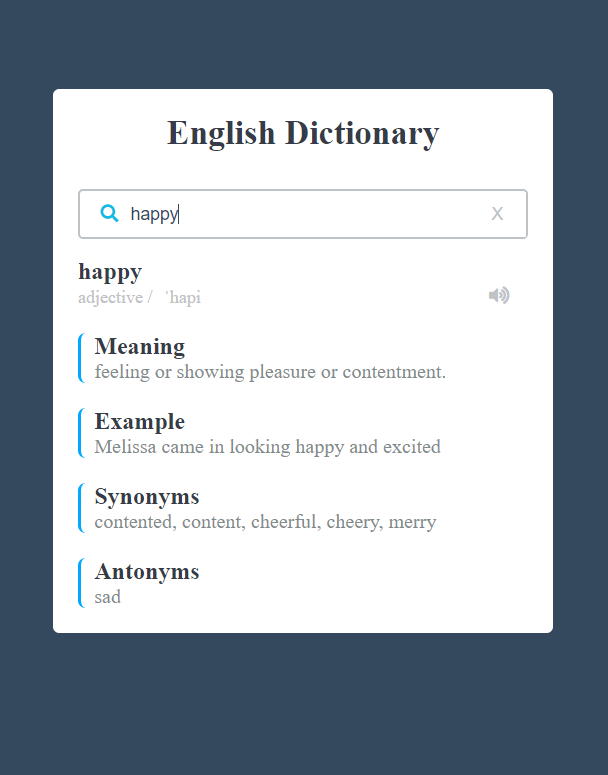 English Dictionary
happy X
happy
adjective / ˈhapi
Meaning
feeling or showing pleasure or contentment.
Example
Melissa came in looking happy and excited
Synonyms
contented, content, cheerful, cheery, merry
Antonyms
sad